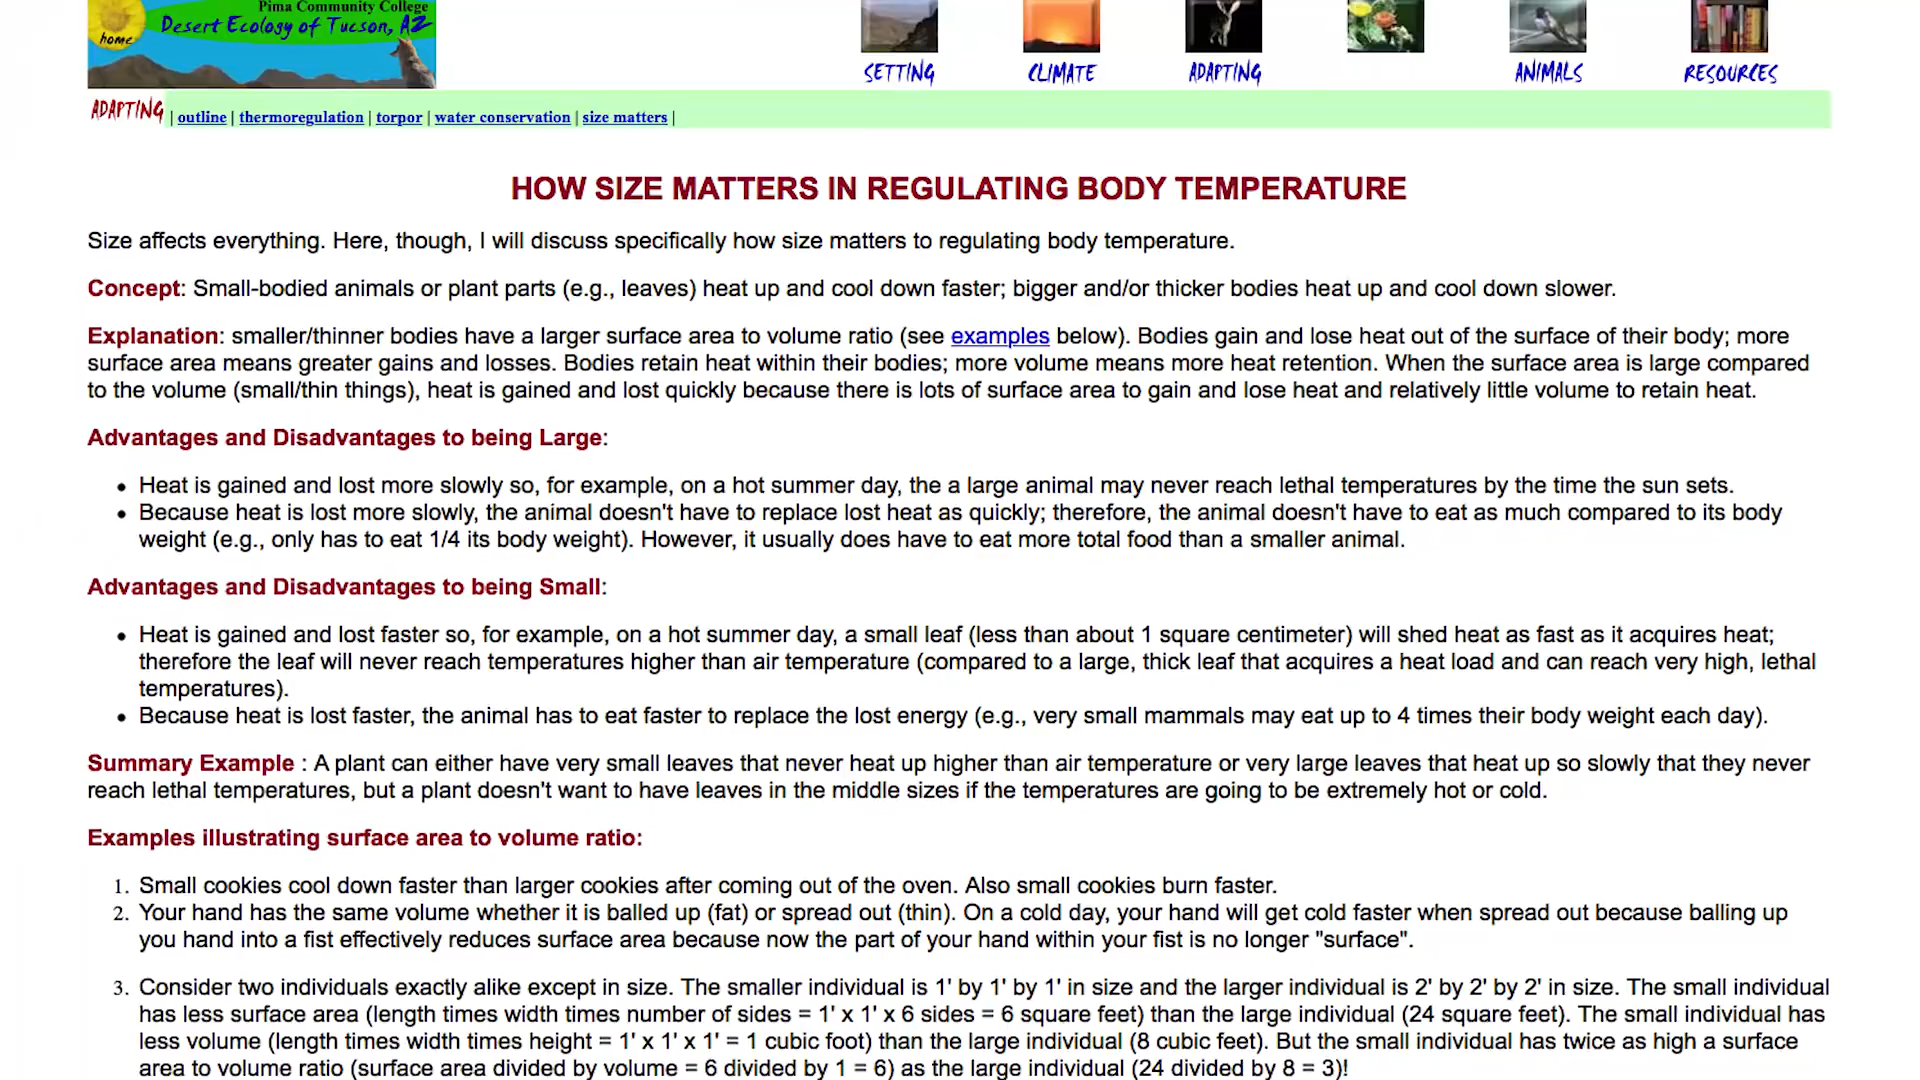 Pima Community College
Desert Ecology of Tucson, AZ
home
SETTING CLIMATE ADAPTING ANIMALS RESOURCES
ADAPTING | outline | thermoregulation | torpor | water conservation | size matters |
HOW SIZE MATTERS IN REGULATING BODY TEMPERATURE
Size affects everything. Here, though, I will discuss specifically how size matters to regulating body temperature.
Concept: Small-bodied animals or plant parts (e.g., leaves) heat up and cool down faster; bigger and/or thicker bodies heat up and cool down slower.
Explanation: smaller/thinner bodies have a larger surface area to volume ratio (see examples below). Bodies gain and lose heat out of the surface of their body; more
surface area means greater gains and losses. Bodies retain heat within their bodies; more volume means more heat retention. When the surface area is large compared
to the volume (small/thin things), heat is gained and lost quickly because there is lots of surface area to gain and lose heat and relatively little volume to retain heat.
Advantages and Disadvantages to being Large:
• Heat is gained and lost more slowly so, for example, on a hot summer day, the a large animal may never reach lethal temperatures by the time the sun sets.
• Because heat is lost more slowly, the animal doesn't have to replace lost heat as quickly; therefore, the animal doesn't have to eat as much compared to its body
weight (e.g., only has to eat 1/4 its body weight). However, it usually does have to eat more total food than a smaller animal.
Advantages and Disadvantages to being Small:
• Heat is gained and lost faster so, for example, on a hot summer day, a small leaf (less than about 1 square centimeter) will shed heat as fast as it acquires heat;
therefore the leaf will never reach temperatures higher than air temperature (compared to a large, thick leaf that acquires a heat load and can reach very high, lethal
temperatures).
• Because heat is lost faster, the animal has to eat faster to replace the lost energy (e.g., very small mammals may eat up to 4 times their body weight each day).
Summary Example : A plant can either have very small leaves that never heat up higher than air temperature or very large leaves that heat up so slowly that they never
reach lethal temperatures, but a plant doesn't want to have leaves in the middle sizes if the temperatures are going to be extremely hot or cold.
Examples illustrating surface area to volume ratio:
1. Small cookies cool down faster than larger cookies after coming out of the oven. Also small cookies burn faster.
2. Your hand has the same volume whether it is balled up (fat) or spread out (thin). On a cold day, your hand will get cold faster when spread out because balling up
you hand into a fist effectively reduces surface area because now the part of your hand within your fist is no longer "surface".
3. Consider two individuals exactly alike except in size. The smaller individual is 1' by 1' by 1' in size and the larger individual is 2' by 2' by 2' in size. The small individual
has less surface area (length times width times number of sides = 1' x 1' x 6 sides = 6 square feet) than the large individual (24 square feet). The small individual has
less volume (length times width times height = 1' x 1' x 1' = 1 cubic foot) than the large individual (8 cubic feet). But the small individual has twice as high a surface
area to volume ratio (surface area divided by volume = 6 divided by 1 = 6) as the large individual (24 divided by 8 = 3)!